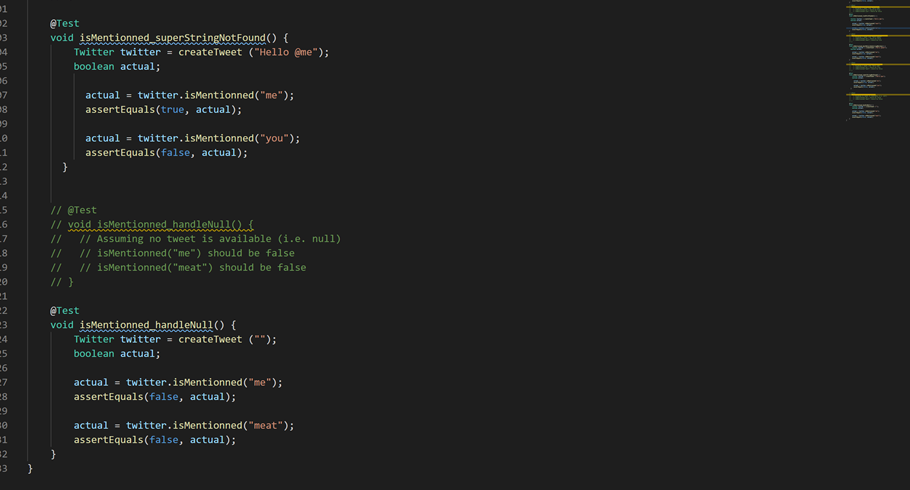 01
02 @Test
03 void isMentionned_superStringNotFound() {
04 Twitter twitter = createTweet ("Hello @me");
05 boolean actual;
06
07 actual = twitter.isMentionned("me");
08 assertEquals(true, actual);
09
10 actual = twitter.isMentionned("you");
11 assertEquals(false, actual);
12 }
13
14
15 // @Test
16 // void isMentionned_handleNull() {
17 //   // Assuming no tweet is available (i.e. null)
18 //   // isMentionned("me") should be false
19 //   // isMentionned("meat") should be false
20 // }
21
22 @Test
23 void isMentionned_handleNull() {
24 Twitter twitter = createTweet ("");
25 boolean actual;
26
27 actual = twitter.isMentionned("me");
28 assertEquals(false, actual);
29
30 actual = twitter.isMentionned("meat");
31 assertEquals(false, actual);
32 }
33 }